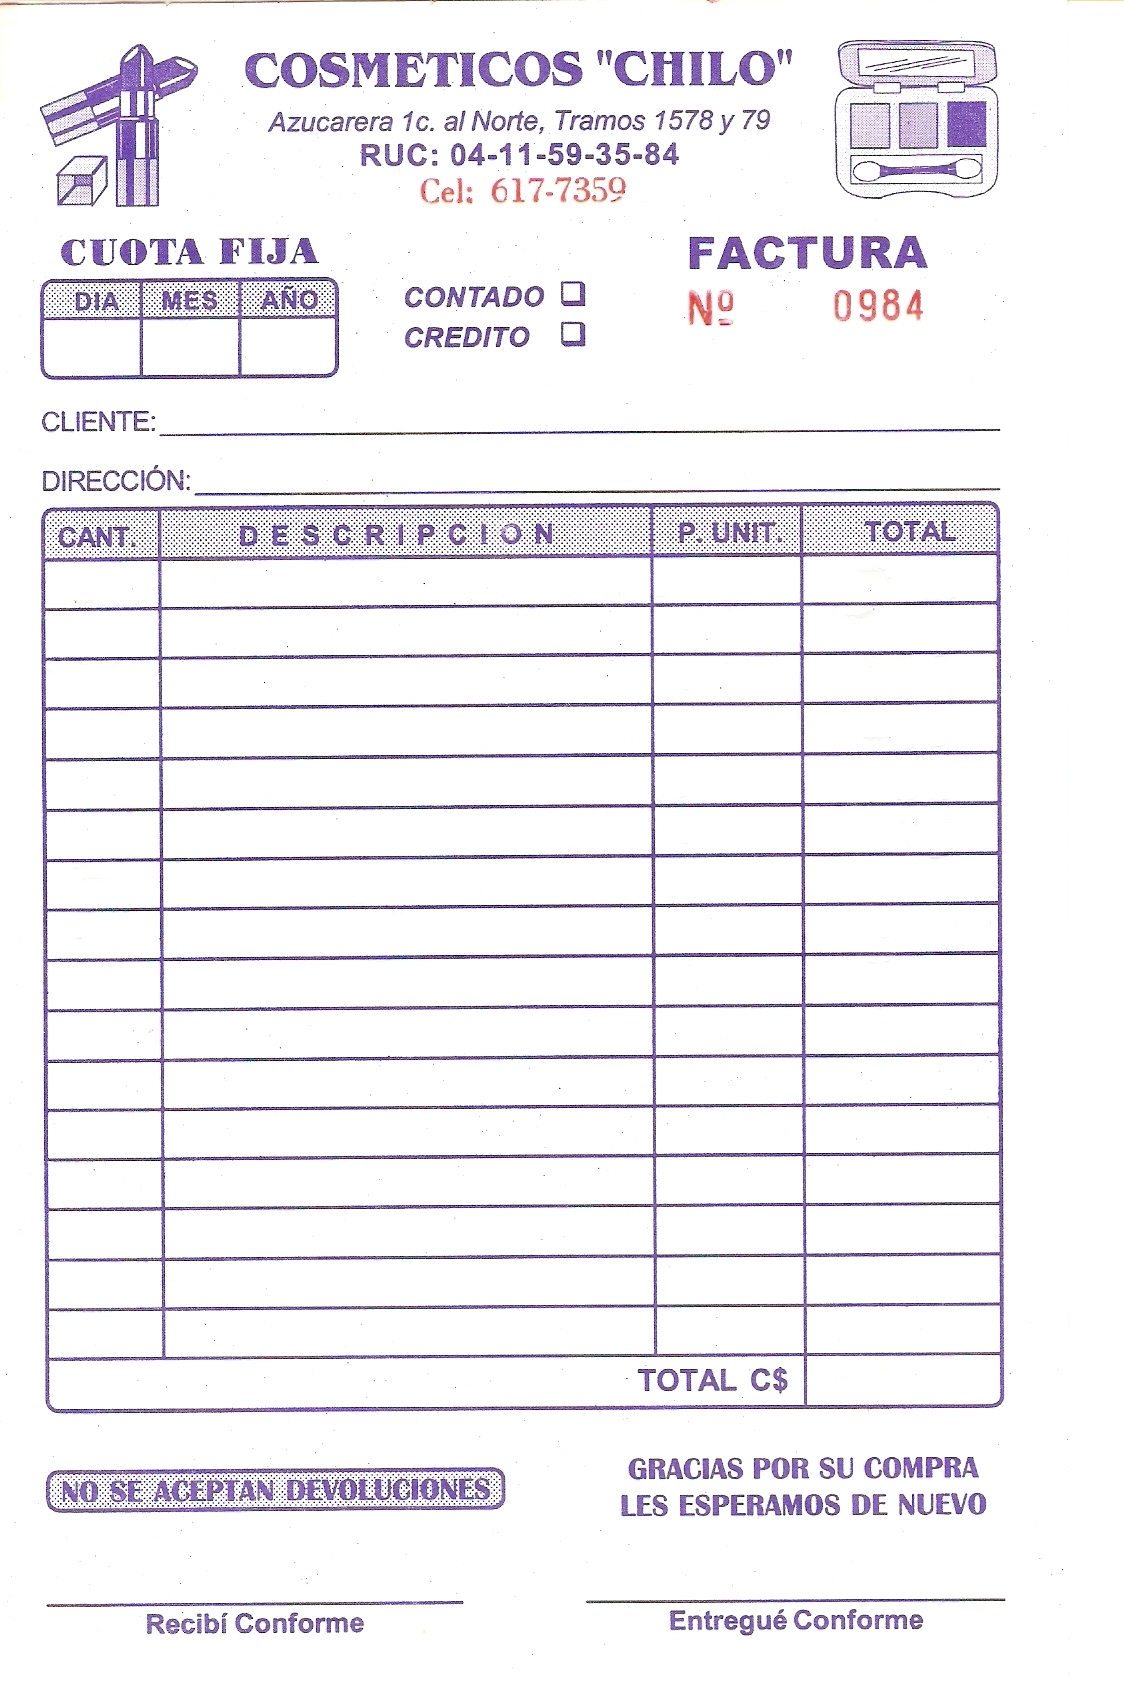 COSMETICOS "CHILO"
Azucarera 1c. al Norte, Tramos 1578 y 79
RUC: 04-11-59-35-84
Cel: 617-7359
CUOTA FIJA
FACTURA
DIA MES AÑO
CONTADO
Nº 0984
CREDITO
CLIENTE:
DIRECCIÓN:
CANT. DESCRIPCION P. UNIT. TOTAL
TOTAL C$
NO SE ACEPTAN DEVOLUCIONES
GRACIAS POR SU COMPRA
LES ESPERAMOS DE NUEVO
Recibí Conforme
Entregué Conforme